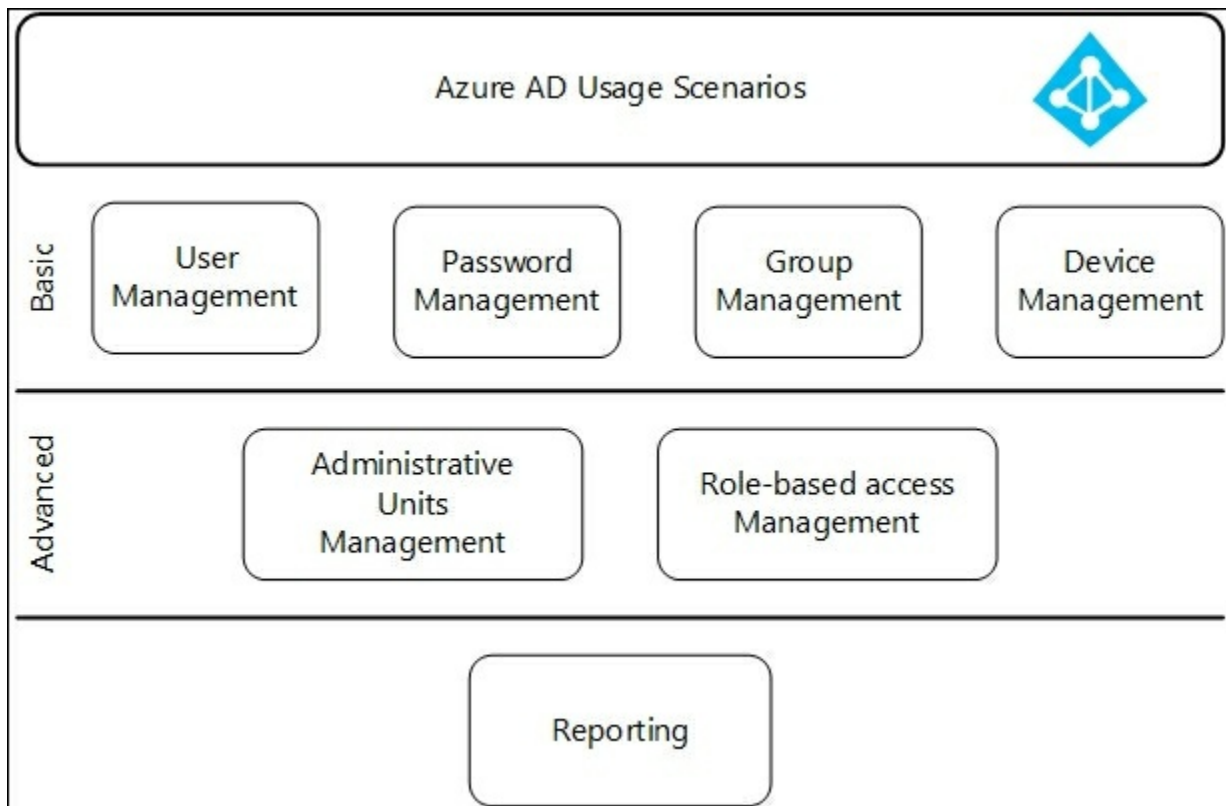 Azure AD Usage Scenarios
Basic
User
Management
Password
Management
Group
Management
Device
Management
Advanced
Administrative
Units
Management
Role-based access
Management
Reporting